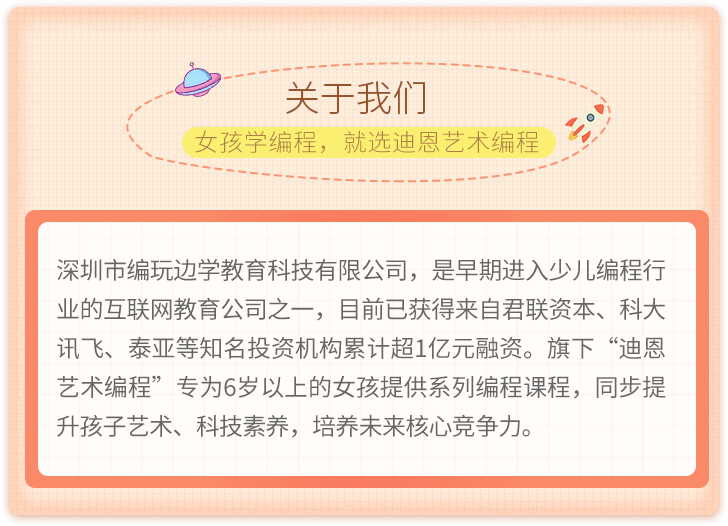 关于我们
女孩学编程，就选迪恩艺术编程
深圳市编玩边学教育科技有限公司，是早期进入少儿编程行
业的互联网教育公司之一，目前已获得来自君联资本、科大
讯飞、泰亚等知名投资机构累计超1亿元融资。旗下“迪恩
艺术编程”专为6岁以上的女孩提供系列编程课程，同步提
升孩子艺术、科技素养，培养未来核心竞争力。